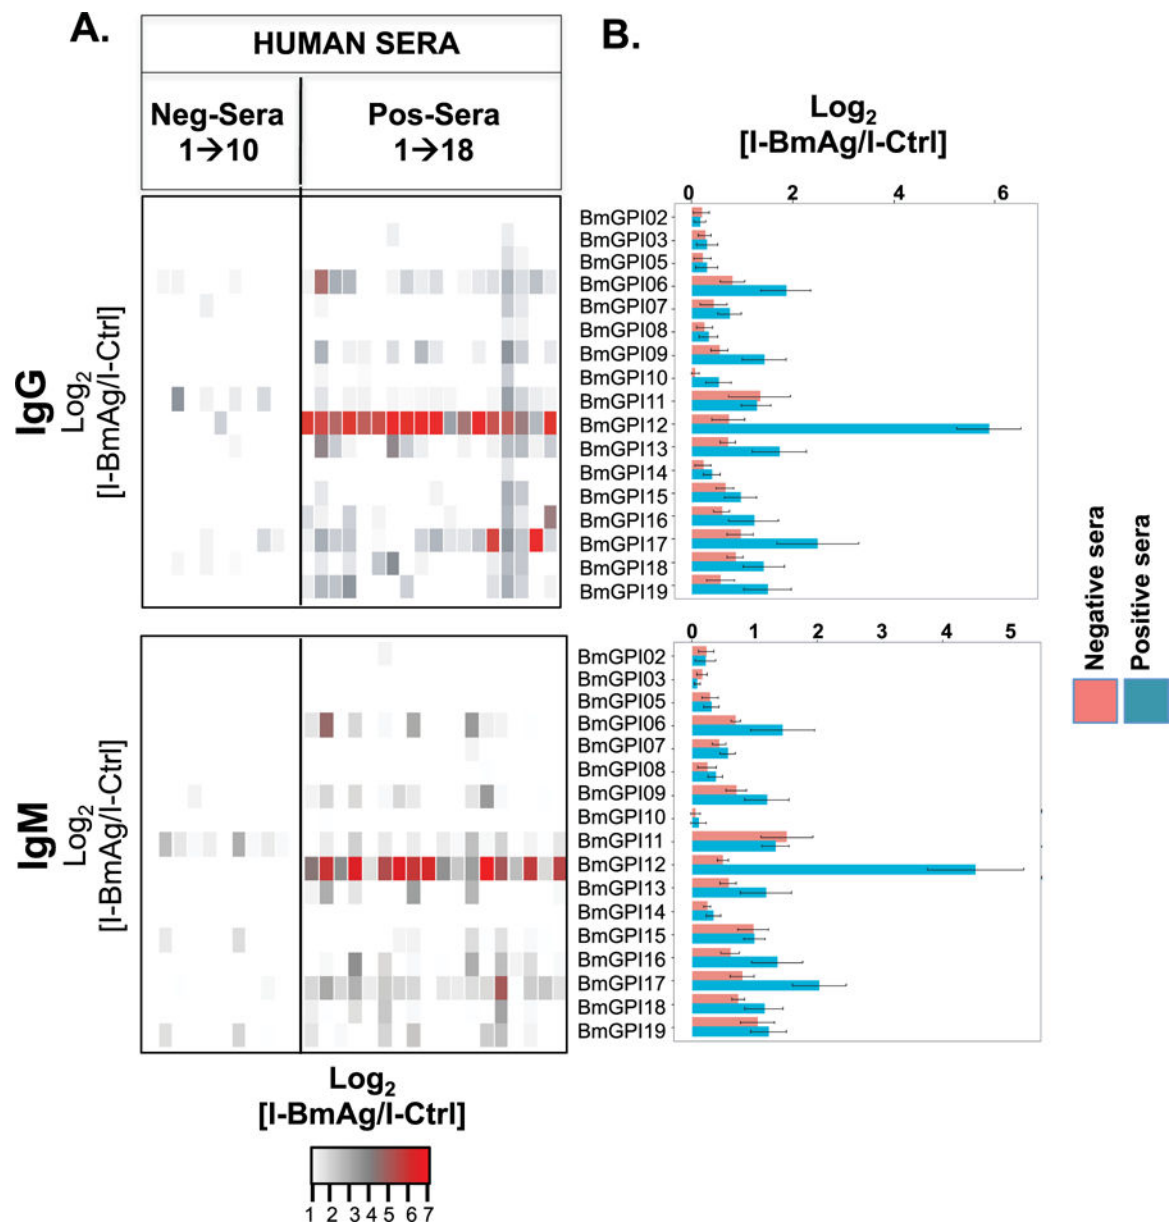 A.
HUMAN SERA
Neg-Sera
1→10
Pos-Sera
1→18
IgG
Log2
[I-BmAg/I-Ctrl]
IgM
Log2
[I-BmAg/I-Ctrl]
Log2
[I-BmAg/I-Ctrl]
1 2 3 4 5 6 7
B.
Log2
[I-BmAg/I-Ctrl]
0 2 4 6
BmGPI02
BmGPI03
BmGPI05
BmGPI06
BmGPI07
BmGPI08
BmGPI09
BmGPI10
BmGPI11
BmGPI12
BmGPI13
BmGPI14
BmGPI15
BmGPI16
BmGPI17
BmGPI18
BmGPI19
0 1 2 3 4 5
BmGPI02
BmGPI03
BmGPI05
BmGPI06
BmGPI07
BmGPI08
BmGPI09
BmGPI10
BmGPI11
BmGPI12
BmGPI13
BmGPI14
BmGPI15
BmGPI16
BmGPI17
BmGPI18
BmGPI19
Negative sera
Positive sera